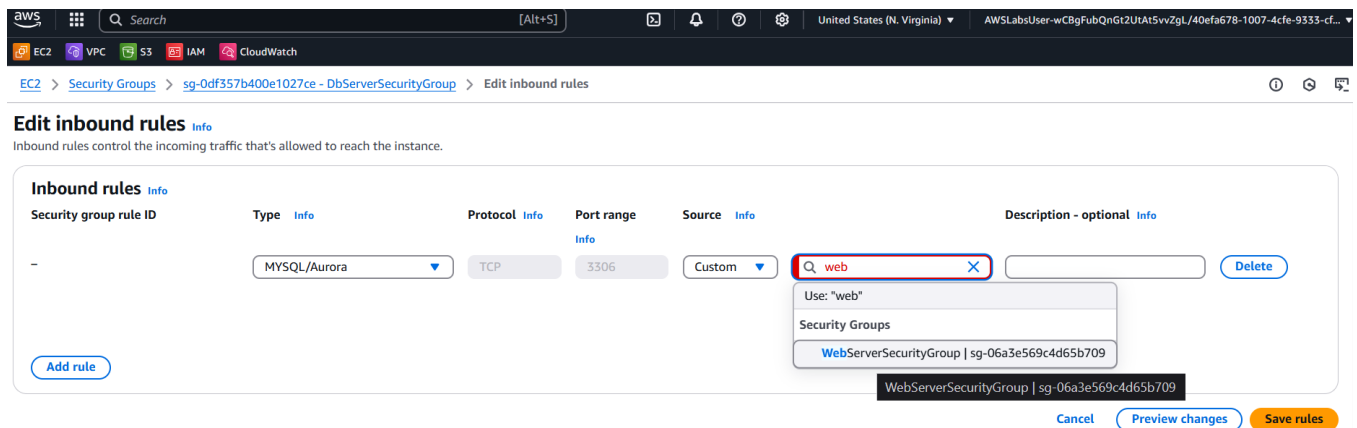 aws Search [Alt+S] United States (N. Virginia) AWSLabsUser-wCBgFubQnGt2UtAt5vvZgL/40efa678-1007-4cfe-9333-cf...
EC2 VPC S3 IAM CloudWatch
EC2 > Security Groups > sg-0df357b400e1027ce - DbServerSecurityGroup > Edit inbound rules
Edit inbound rules Info
Inbound rules control the incoming traffic that's allowed to reach the instance.
Inbound rules Info
Security group rule ID Type Info Protocol Info Port range Info Source Info Description - optional Info
– MYSQL/Aurora TCP 3306 Custom web Delete
Use: "web"
Security Groups
WebServerSecurityGroup | sg-06a3e569c4d65b709
Add rule
WebServerSecurityGroup | sg-06a3e569c4d65b709
Cancel Preview changes Save rules